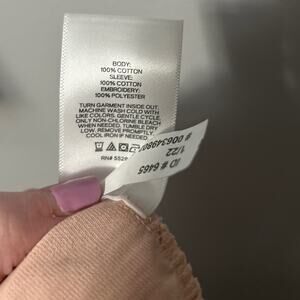 BODY:
100% COTTON
SLEEVE:
100% COTTON
EMBROIDERY:
100% POLYESTER
TURN GARMENT INSIDE OUT.
MACHINE WASH COLD WITH
LIKE COLORS. GENTLE CYCLE.
ONLY NON-CHLORINE BLEACH
WHEN NEEDED. TUMBLE DRY
LOW. REMOVE PROMPTLY.
COOL IRON IF NEEDED.
RN#
ID # 6465
1/22